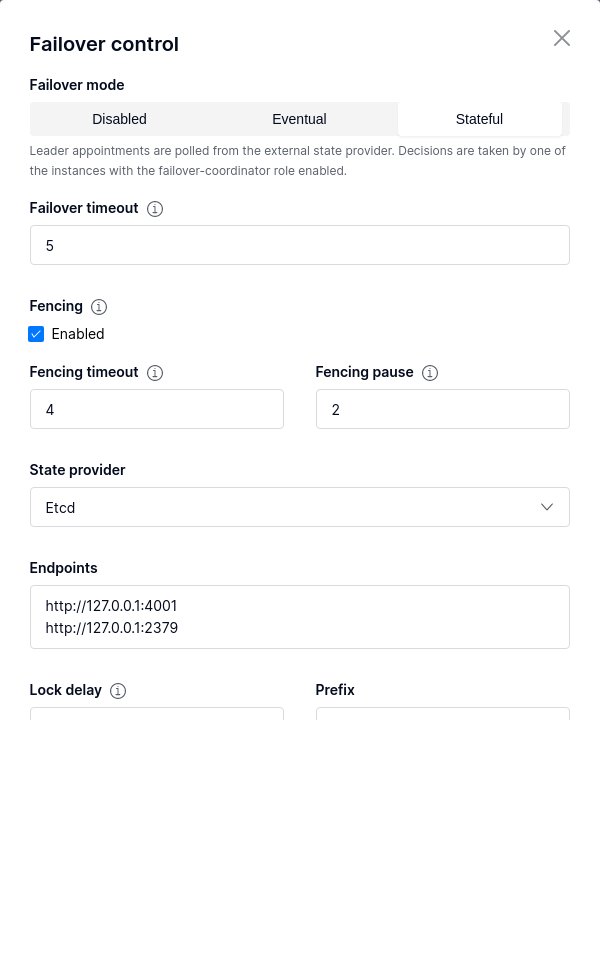 Failover control
Failover mode
Disabled Eventual Stateful
Leader appointments are polled from the external state provider. Decisions are taken by one of
the instances with the failover-coordinator role enabled.
Failover timeout
5
Fencing
Enabled
Fencing timeout Fencing pause
4 2
State provider
Etcd
Endpoints
http://127.0.0.1:4001
http://127.0.0.1:2379
Lock delay Prefix